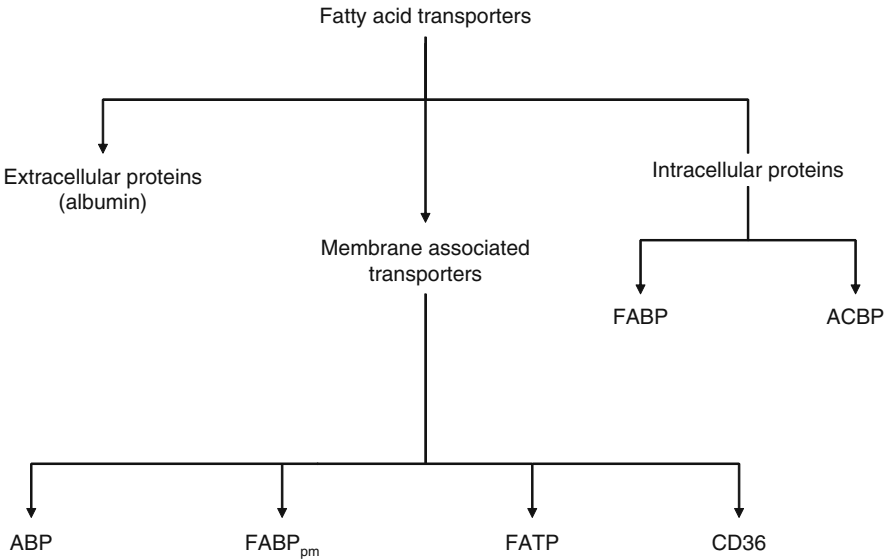 Fatty acid transporters
Extracellular proteins
(albumin)
Intracellular proteins
Membrane associated
transporters
FABP
ACBP
ABP
FABPpm
FATP
CD36